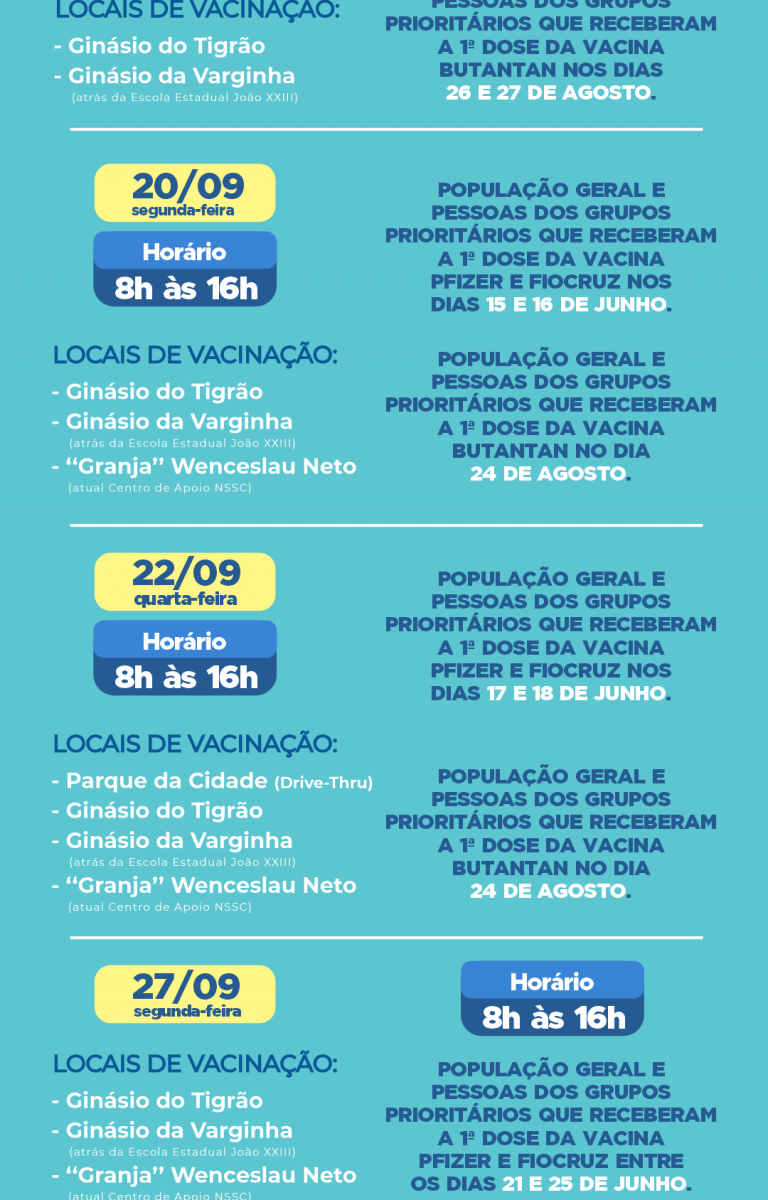 LOCAIS DE VACINAÇÃO:
- Ginásio do Tigrão
- Ginásio da Varginha
(atrás da Escola Estadual João XXIII)
PESSOAS DOS GRUPOS
PRIORITÁRIOS QUE RECEBERAM
A 1ª DOSE DA VACINA
BUTANTAN NOS DIAS
26 E 27 DE AGOSTO.
20/09
segunda-feira
Horário
8h às 16h
LOCAIS DE VACINAÇÃO:
- Ginásio do Tigrão
- Ginásio da Varginha
(atrás da Escola Estadual João XXIII)
- “Granja” Wenceslau Neto
(atual Centro de Apoio NSSC)
POPULAÇÃO GERAL E
PESSOAS DOS GRUPOS
PRIORITÁRIOS QUE RECEBERAM
A 1ª DOSE DA VACINA
PFIZER E FIOCRUZ NOS
DIAS 15 E 16 DE JUNHO.
POPULAÇÃO GERAL E
PESSOAS DOS GRUPOS
PRIORITÁRIOS QUE RECEBERAM
A 1ª DOSE DA VACINA
BUTANTAN NO DIA
24 DE AGOSTO.
22/09
quarta-feira
Horário
8h às 16h
LOCAIS DE VACINAÇÃO:
- Parque da Cidade (Drive-Thru)
- Ginásio do Tigrão
- Ginásio da Varginha
(atrás da Escola Estadual João XXIII)
- “Granja” Wenceslau Neto
(atual Centro de Apoio NSSC)
POPULAÇÃO GERAL E
PESSOAS DOS GRUPOS
PRIORITÁRIOS QUE RECEBERAM
A 1ª DOSE DA VACINA
PFIZER E FIOCRUZ NOS
DIAS 17 E 18 DE JUNHO.
POPULAÇÃO GERAL E
PESSOAS DOS GRUPOS
PRIORITÁRIOS QUE RECEBERAM
A 1ª DOSE DA VACINA
BUTANTAN NO DIA
24 DE AGOSTO.
27/09
segunda-feira
LOCAIS DE VACINAÇÃO:
- Ginásio do Tigrão
- Ginásio da Varginha
(atrás da Escola Estadual João XXIII)
- “Granja” Wenceslau Neto
(atual Centro de Apoio NSSC)
Horário
8h às 16h
POPULAÇÃO GERAL E
PESSOAS DOS GRUPOS
PRIORITÁRIOS QUE RECEBERAM
A 1ª DOSE DA VACINA
PFIZER E FIOCRUZ ENTRE
OS DIAS 21 E 25 DE JUNHO.